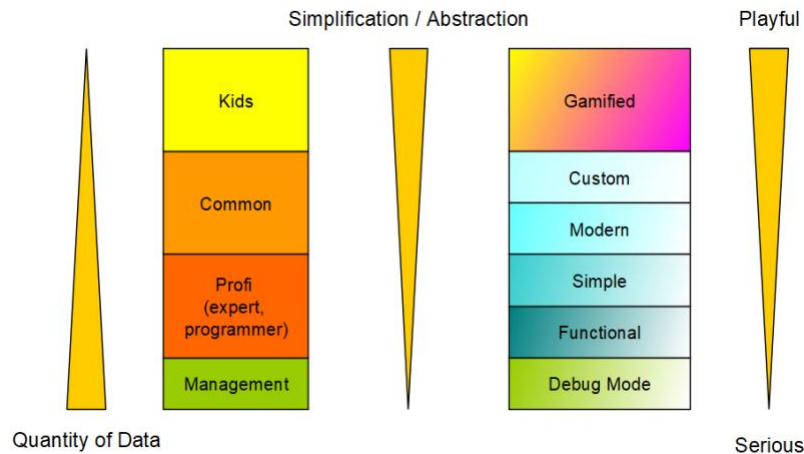 Simplification / Abstraction
Playful
Kids
Gamified
Common
Custom
Modern
Profi
(expert,
programmer)
Simple
Functional
Management
Debug Mode
Quantity of Data
Serious